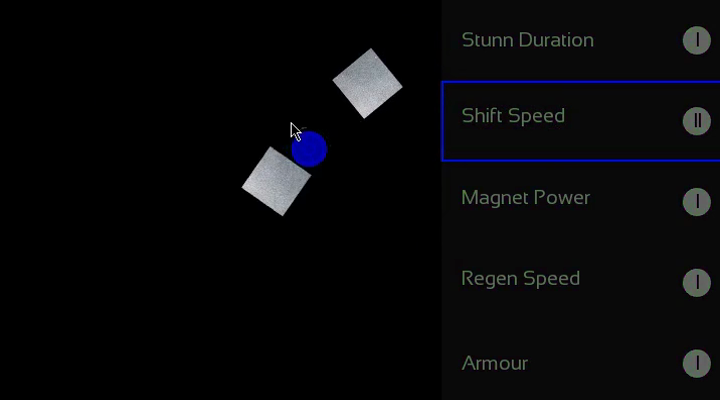 Stunn Duration I
Shift Speed II
Magnet Power I
Regen Speed I
Armour I